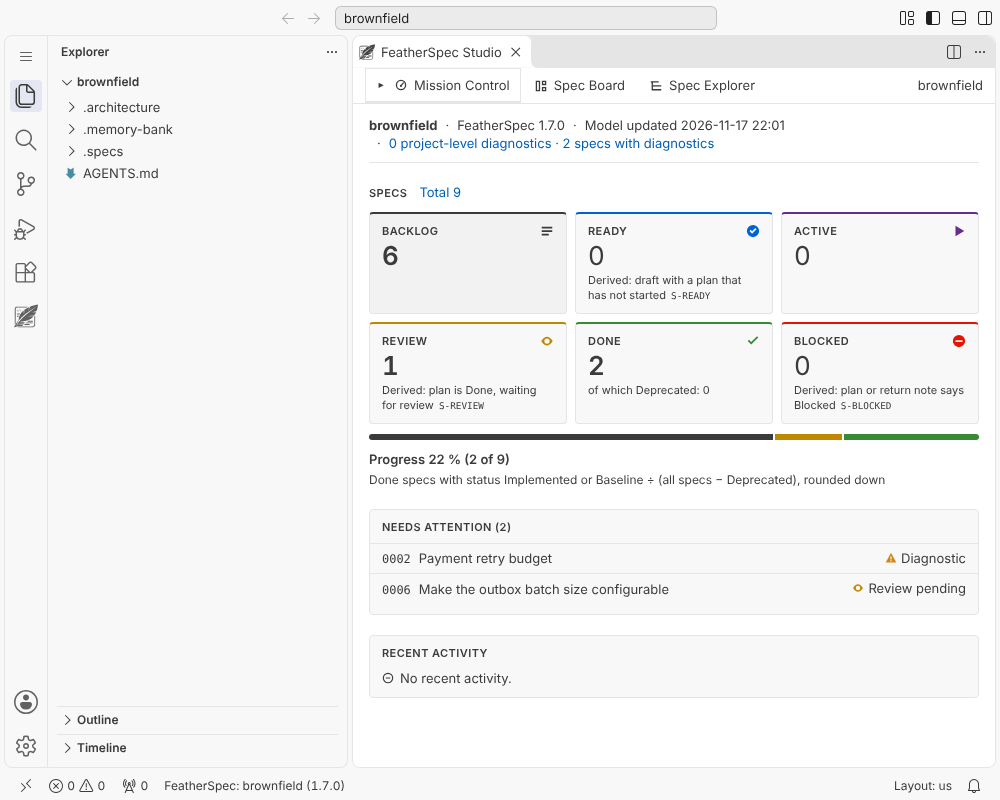 brownfield
Explorer
brownfield
.architecture
.memory-bank
.specs
AGENTS.md
Outline
Timeline
FeatherSpec Studio
Mission Control
Spec Board
Spec Explorer
brownfield
brownfield · FeatherSpec 1.7.0 · Model updated 2026-11-17 22:01
· 0 project-level diagnostics · 2 specs with diagnostics
SPECS Total 9
BACKLOG
6
READY
0
Derived: draft with a plan that
has not started S-READY
ACTIVE
0
REVIEW
1
Derived: plan is Done, waiting
for review S-REVIEW
DONE
2
of which Deprecated: 0
BLOCKED
0
Derived: plan or return note says
Blocked S-BLOCKED
Progress 22 % (2 of 9)
Done specs with status Implemented or Baseline ÷ (all specs − Deprecated), rounded down
NEEDS ATTENTION (2)
0002 Payment retry budget Diagnostic
0006 Make the outbox batch size configurable Review pending
RECENT ACTIVITY
No recent activity.
0 0 0 FeatherSpec: brownfield (1.7.0) Layout: us